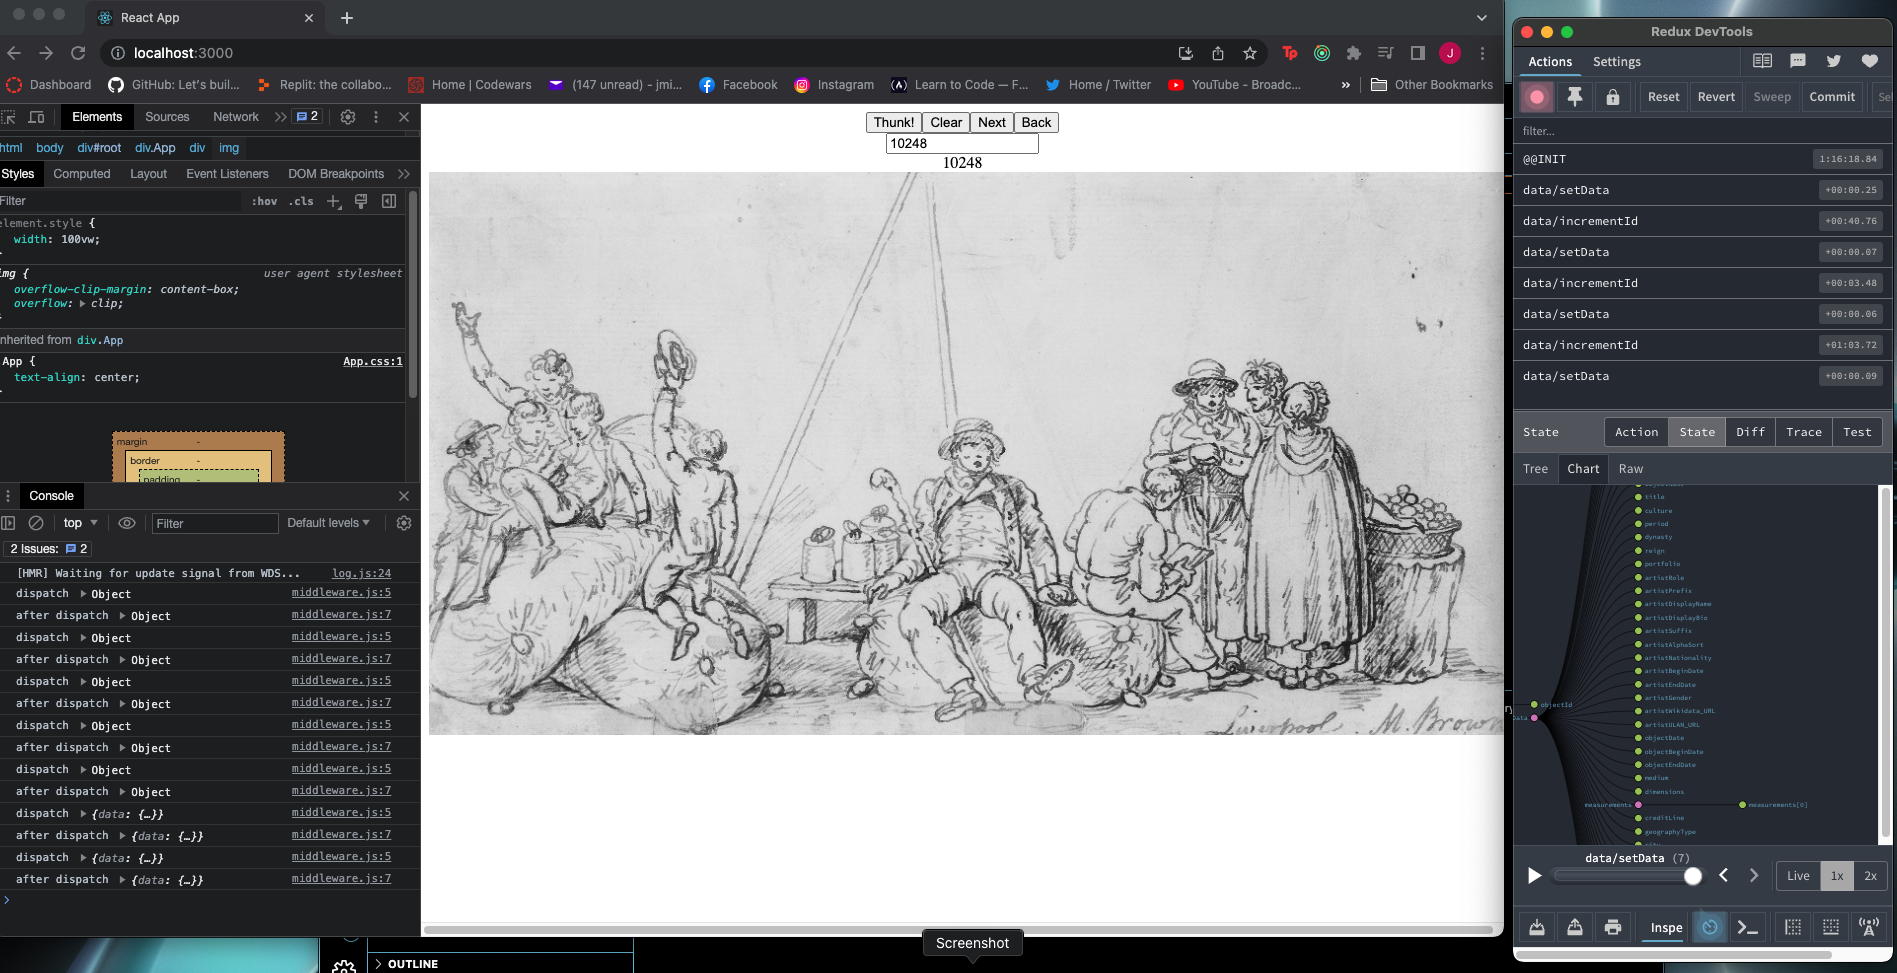 React App
localhost:3000
Dashboard
GitHub: Let's buil...
Replit: the collabo...
Home | Codewars
(147 unread) - jmi...
Facebook
Instagram
Learn to Code — F...
Home / Twitter
YouTube - Broadc...
»
Other Bookmarks
Elements
Sources
Network
2
html body div#root div.App div img
Styles
Computed
Layout
Event Listeners
DOM Breakpoints
Filter
:hov .cls
element.style {
width: 100vw;
img {
user agent stylesheet
overflow-clip-margin: content-box;
overflow: clip;
Inherited from div.App
App {
App.css:1
text-align: center;
margin -
border -
padding -
Console
top
Filter
Default levels
2 Issues: 2
[HMR] Waiting for update signal from WDS... log.js:24
dispatch Object middleware.js:5
after dispatch Object middleware.js:7
dispatch Object middleware.js:5
after dispatch Object middleware.js:7
dispatch Object middleware.js:5
after dispatch Object middleware.js:7
dispatch Object middleware.js:5
after dispatch Object middleware.js:7
dispatch Object middleware.js:5
after dispatch Object middleware.js:7
dispatch {data: {…}} middleware.js:5
after dispatch {data: {…}} middleware.js:7
dispatch {data: {…}} middleware.js:5
after dispatch {data: {…}} middleware.js:7
Thunk! Clear Next Back
10248
10248
Liverpool M. Brown
Screenshot
OUTLINE
Redux DevTools
Actions
Settings
Reset
Revert
Sweep
Commit
filter...
@@INIT 1:16:18.84
data/setData +00:00.25
data/incrementId +00:40.76
data/setData +00:00.07
data/incrementId +00:03.48
data/setData +00:00.06
data/incrementId +01:03.72
data/setData +00:00.09
State
Action
State
Diff
Trace
Test
Tree
Chart
Raw
title
culture
period
dynasty
reign
portfolio
artistRole
artistPrefix
artistDisplayName
artistDisplayBio
artistSuffix
artistAlphaSort
artistNationality
artistBeginDate
artistEndDate
artistGender
artistWikidata_URL
objectId
artistULAN_URL
objectDate
objectBeginDate
objectEndDate
medium
dimensions
measurements
measurements[0]
creditLine
geographyType
data/setData (7)
Live
1x
2x
Inspe